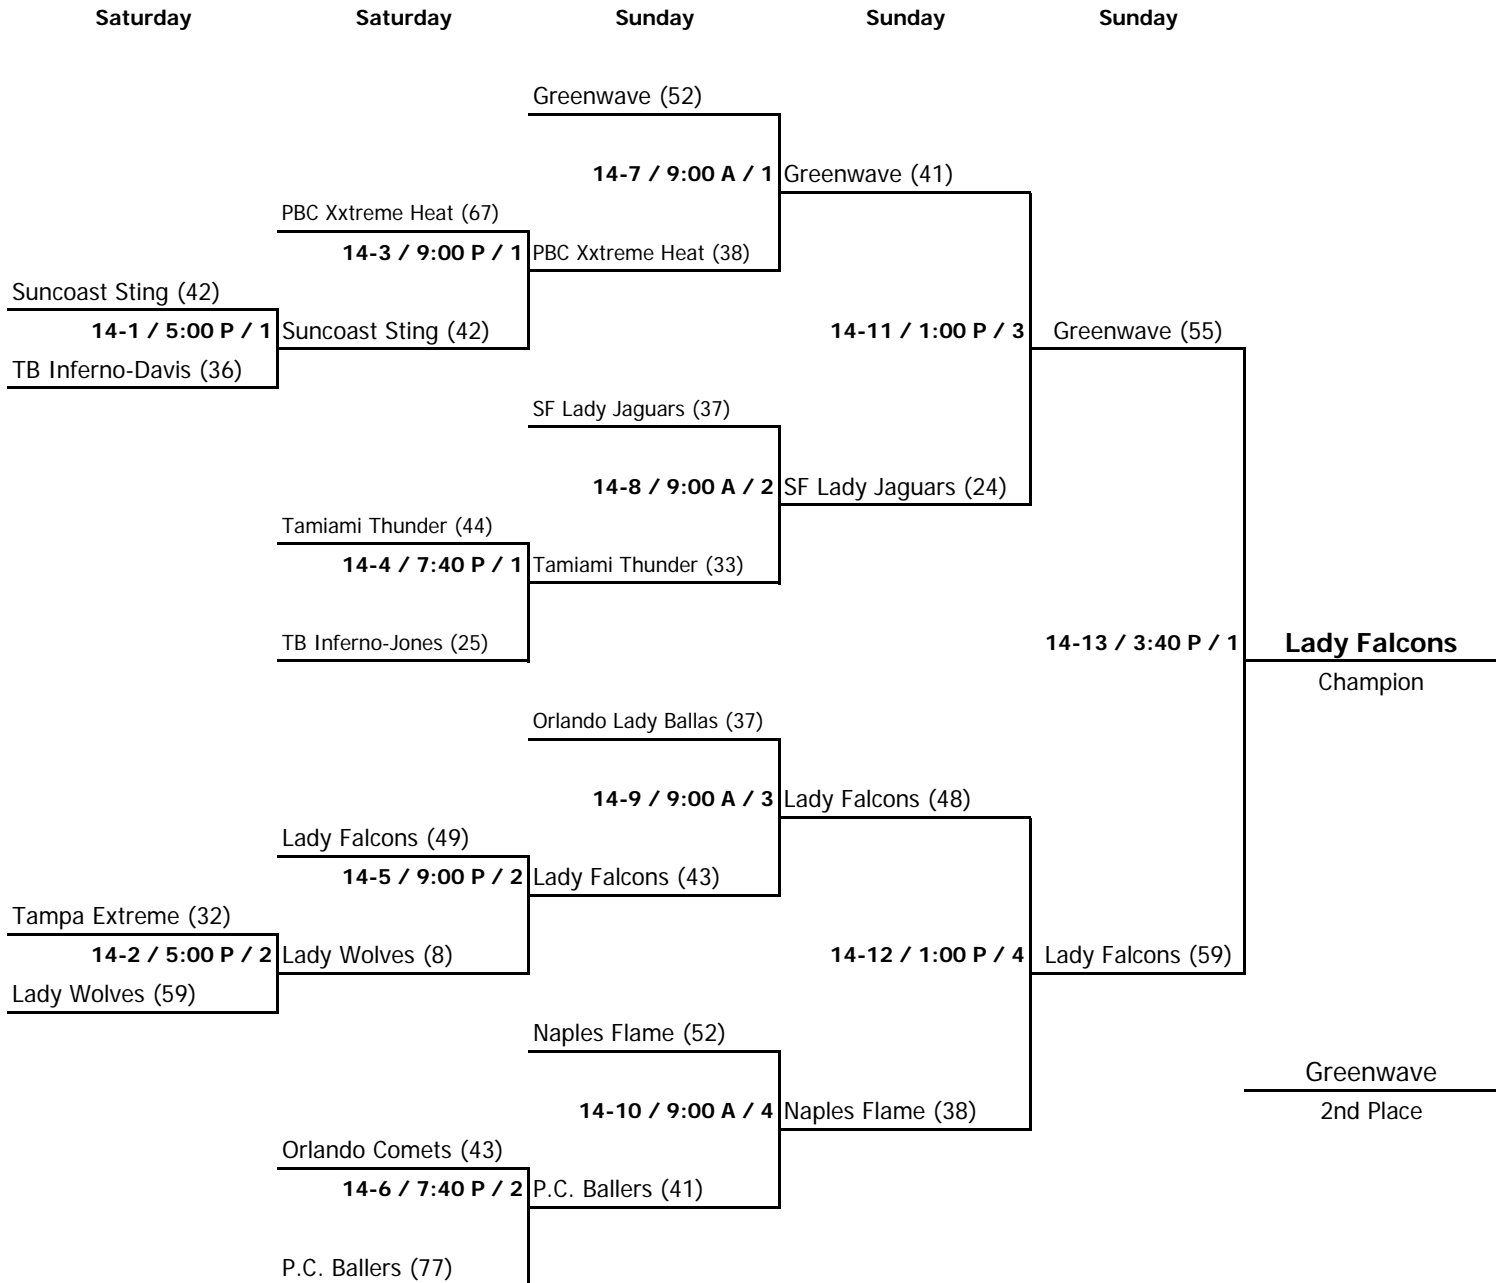 Saturday Saturday Sunday Sunday Sunday
Greenwave (52)
14-7 / 9:00 A / 1 Greenwave (41)
PBC Xxtreme Heat (67)
14-3 / 9:00 P / 1 PBC Xxtreme Heat (38)
Suncoast Sting (42)
14-1 / 5:00 P / 1 Suncoast Sting (42) 14-11 / 1:00 P / 3 Greenwave (55)
TB Inferno-Davis (36)
SF Lady Jaguars (37)
14-8 / 9:00 A / 2 SF Lady Jaguars (24)
Tamiami Thunder (44)
14-4 / 7:40 P / 1 Tamiami Thunder (33)
TB Inferno-Jones (25) 14-13 / 3:40 P / 1 Lady Falcons
Champion
Orlando Lady Ballas (37)
14-9 / 9:00 A / 3 Lady Falcons (48)
Lady Falcons (49)
14-5 / 9:00 P / 2 Lady Falcons (43)
Tampa Extreme (32)
14-2 / 5:00 P / 2 Lady Wolves (8) 14-12 / 1:00 P / 4 Lady Falcons (59)
Lady Wolves (59)
Naples Flame (52)
Greenwave
14-10 / 9:00 A / 4 Naples Flame (38) 2nd Place
Orlando Comets (43)
14-6 / 7:40 P / 2 P.C. Ballers (41)
P.C. Ballers (77)